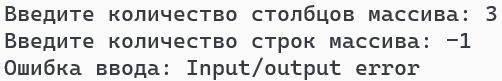 Введите количество столбцов массива: 3
Введите количество строк массива: -1
Ошибка ввода: Input/output error